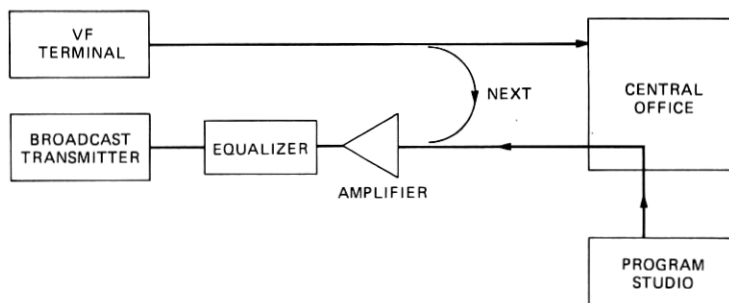 VF
TERMINAL
CENTRAL
OFFICE
NEXT
BROADCAST
TRANSMITTER
EQUALIZER
AMPLIFIER
PROGRAM
STUDIO